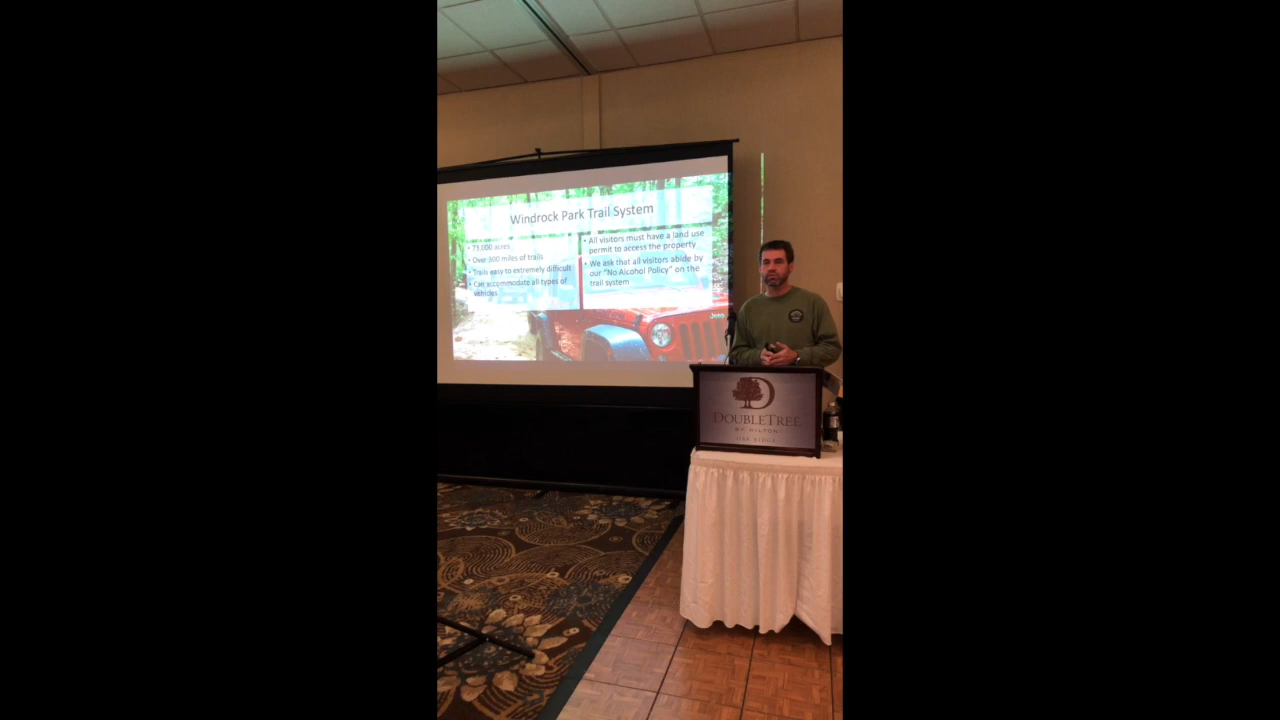 Windrock Park Trail System
• 73,000 acres
• Over 300 miles of trails
• Trails easy to extremely difficult
• Can accommodate all types of
vehicles
• All visitors must have a land use
permit to access the property
• We ask that all visitors abide by
our "No Alcohol Policy" on the
trail system
Jeep
D
DOUBLETREE
BY HILTON
OAK RIDGE